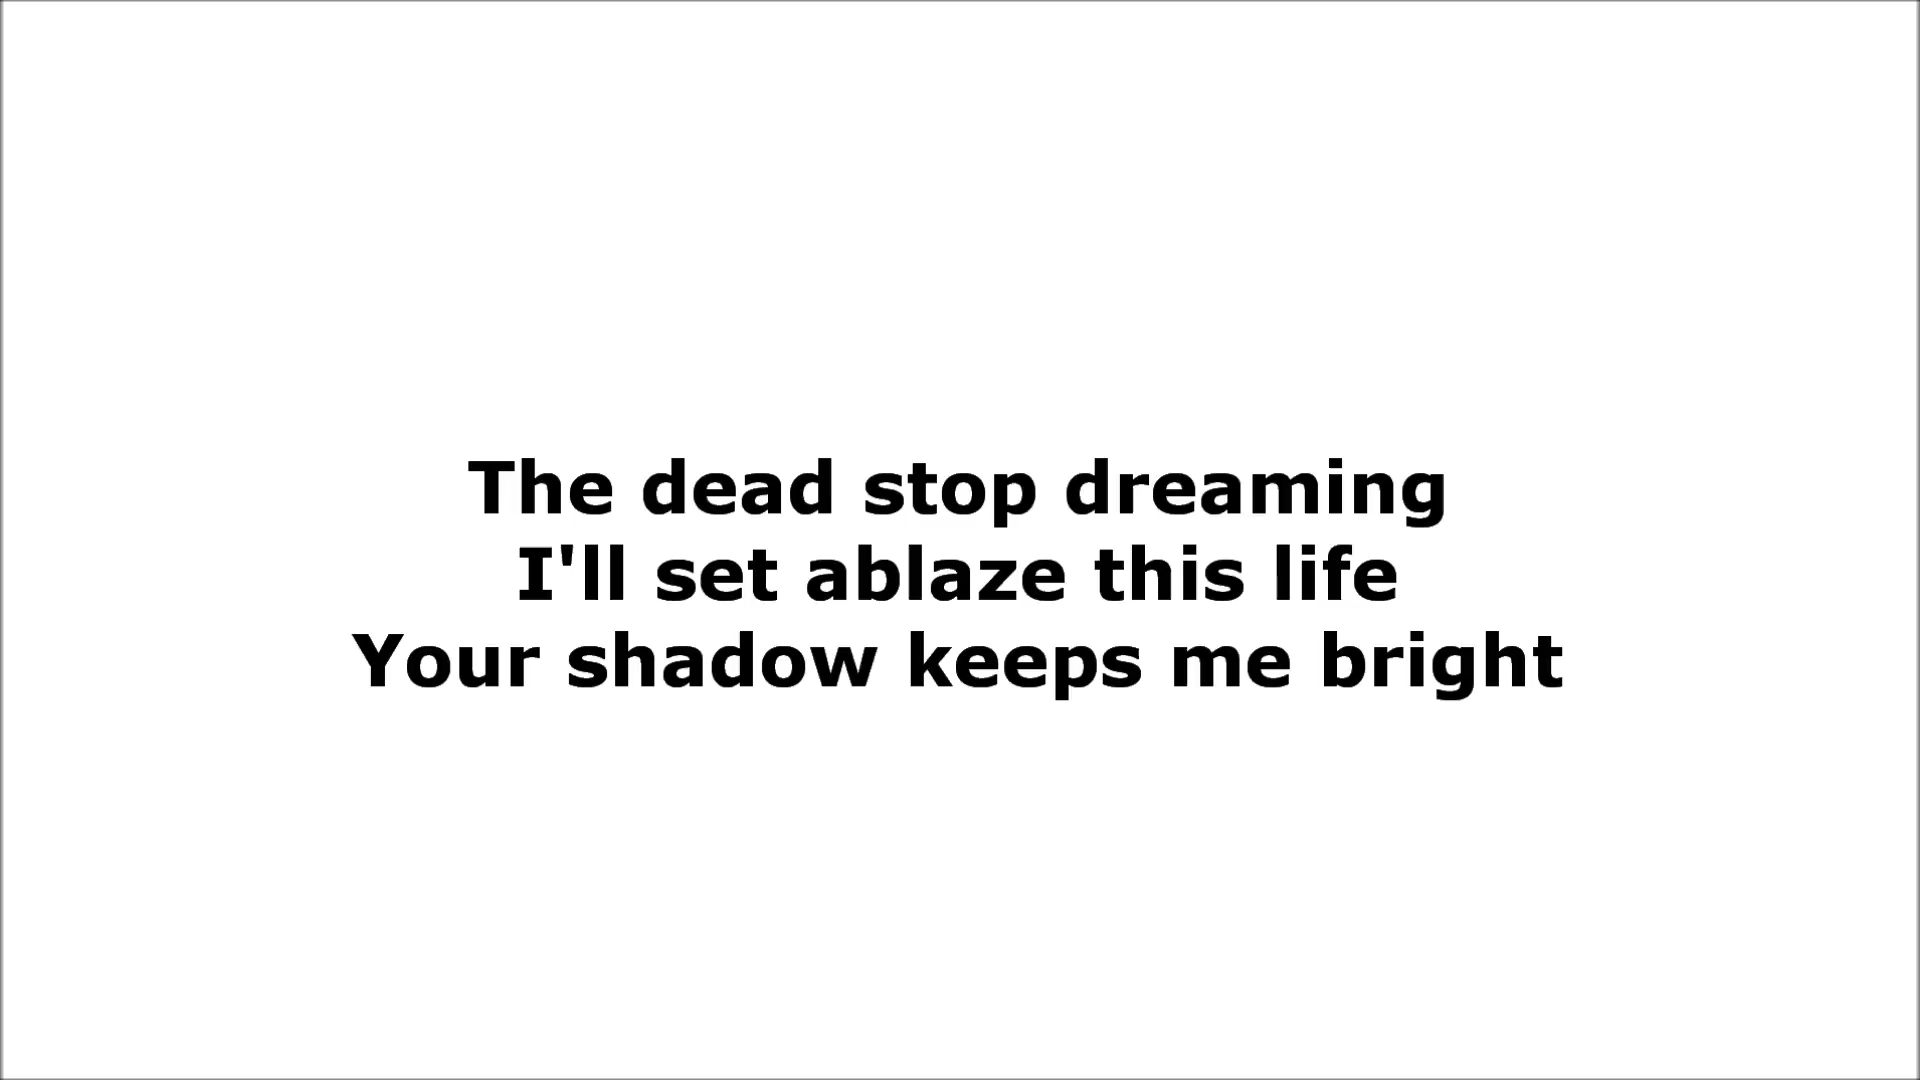 The dead stop dreaming
I'll set ablaze this life
Your shadow keeps me bright